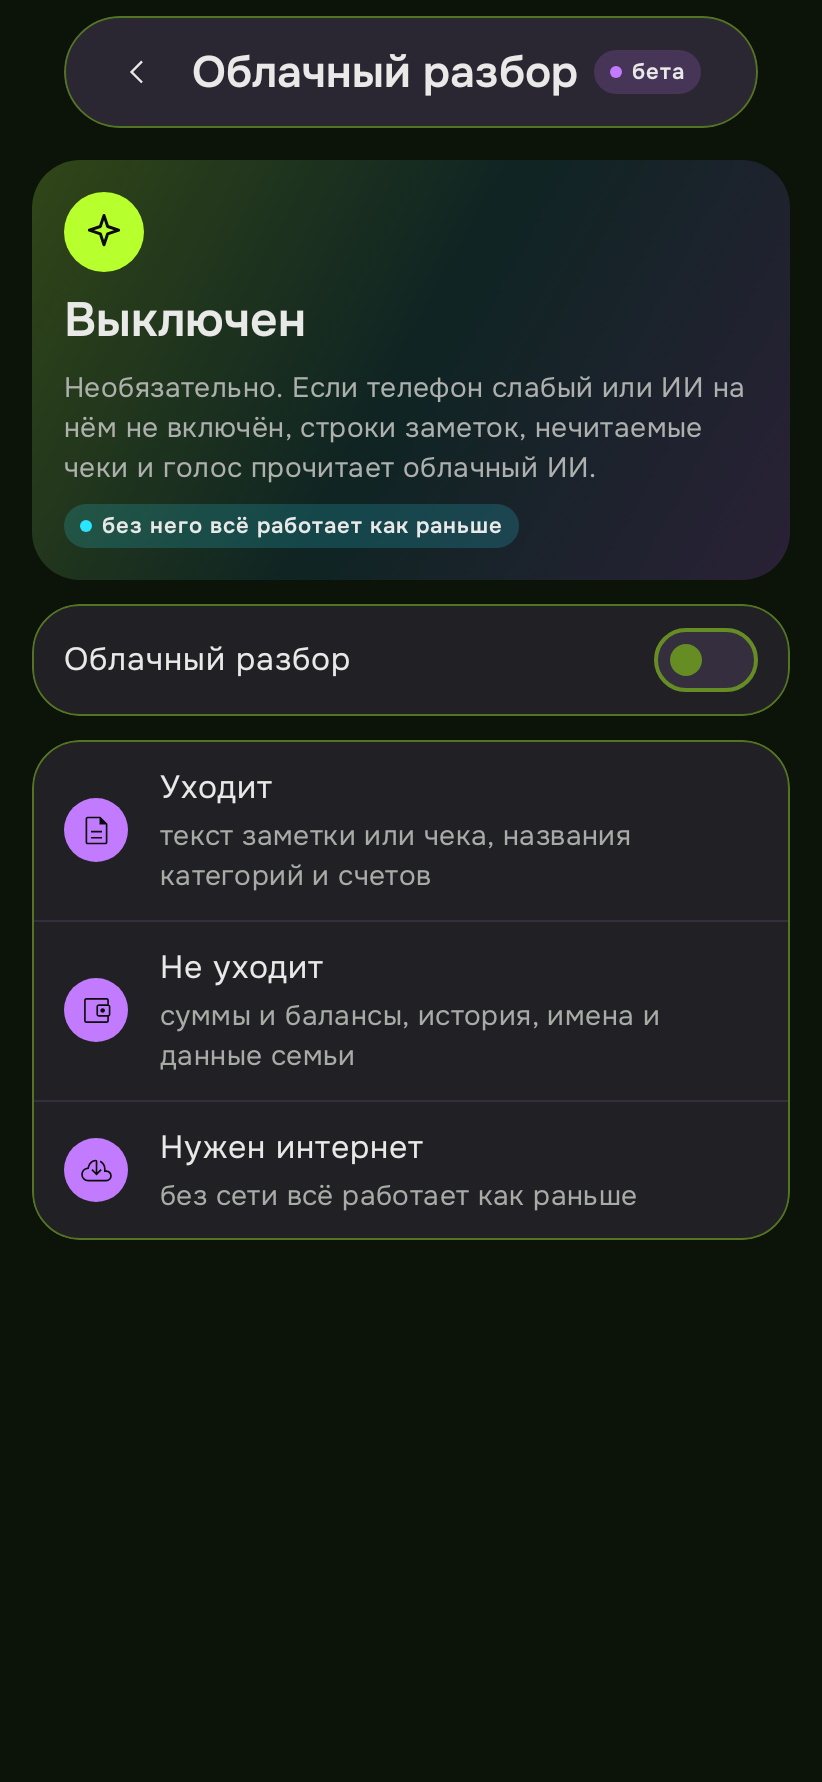 Облачный разбор
бета
Выключен
Необязательно. Если телефон слабый или ИИ на
нём не включён, строки заметок, нечитаемые
чеки и голос прочитает облачный ИИ.
без него всё работает как раньше
Облачный разбор
Уходит
текст заметки или чека, названия
категорий и счетов
Не уходит
суммы и балансы, история, имена и
данные семьи
Нужен интернет
без сети всё работает как раньше